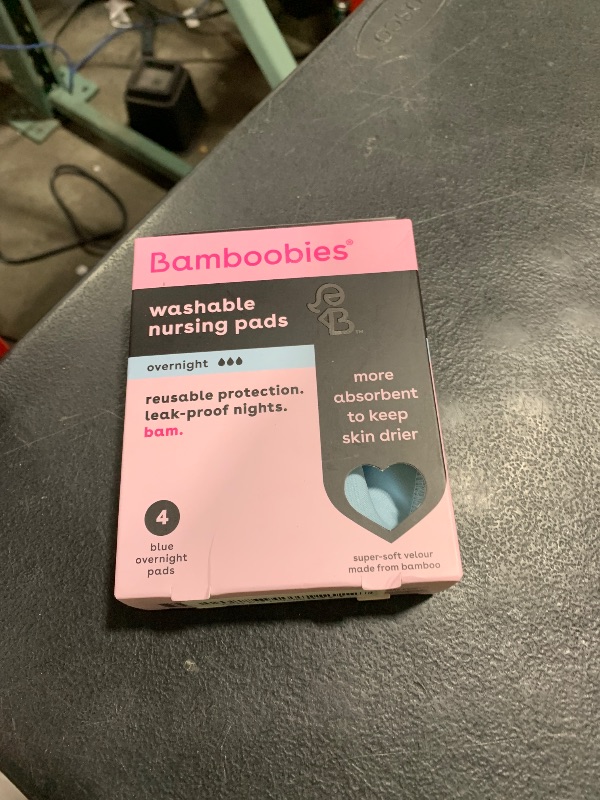 Bamboobies®
washable
nursing pads
B™
overnight
reusable protection.
leak-proof nights.
bam.
more
absorbent
to keep
skin drier
4
blue
overnight
pads
super-soft velour
made from bamboo